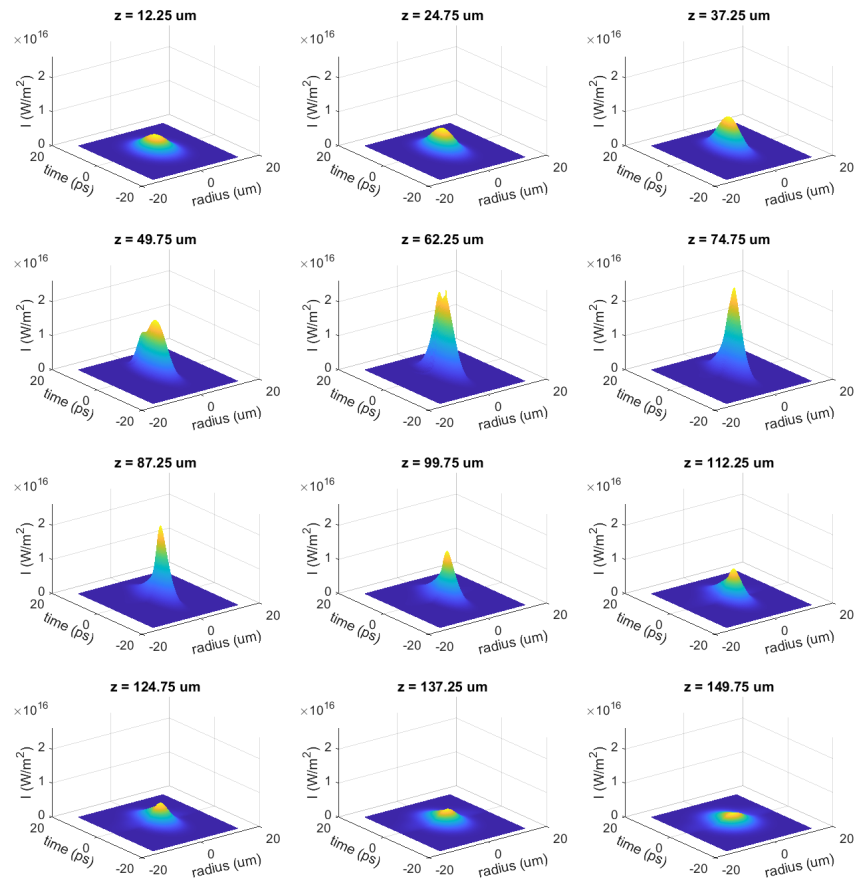 z = 12.25 um
×10^16
2
1
0
I (W/m^2)
20
0
-20
time (ps)
-20
0
20
radius (um)
z = 24.75 um
×10^16
2
1
0
I (W/m^2)
20
0
-20
time (ps)
-20
0
20
radius (um)
z = 37.25 um
×10^16
2
1
0
I (W/m^2)
20
0
-20
time (ps)
-20
0
20
radius (um)
z = 49.75 um
×10^16
2
1
0
I (W/m^2)
20
0
-20
time (ps)
-20
0
20
radius (um)
z = 62.25 um
×10^16
2
1
0
I (W/m^2)
20
0
-20
time (ps)
-20
0
20
radius (um)
z = 74.75 um
×10^16
2
1
0
I (W/m^2)
20
0
-20
time (ps)
-20
0
20
radius (um)
z = 87.25 um
×10^16
2
1
0
I (W/m^2)
20
0
-20
time (ps)
-20
0
20
radius (um)
z = 99.75 um
×10^16
2
1
0
I (W/m^2)
20
0
-20
time (ps)
-20
0
20
radius (um)
z = 112.25 um
×10^16
2
1
0
I (W/m^2)
20
0
-20
time (ps)
-20
0
20
radius (um)
z = 124.75 um
×10^16
2
1
0
I (W/m^2)
20
0
-20
time (ps)
-20
0
20
radius (um)
z = 137.25 um
×10^16
2
1
0
I (W/m^2)
20
0
-20
time (ps)
-20
0
20
radius (um)
z = 149.75 um
×10^16
2
1
0
I (W/m^2)
20
0
-20
time (ps)
-20
0
20
radius (um)